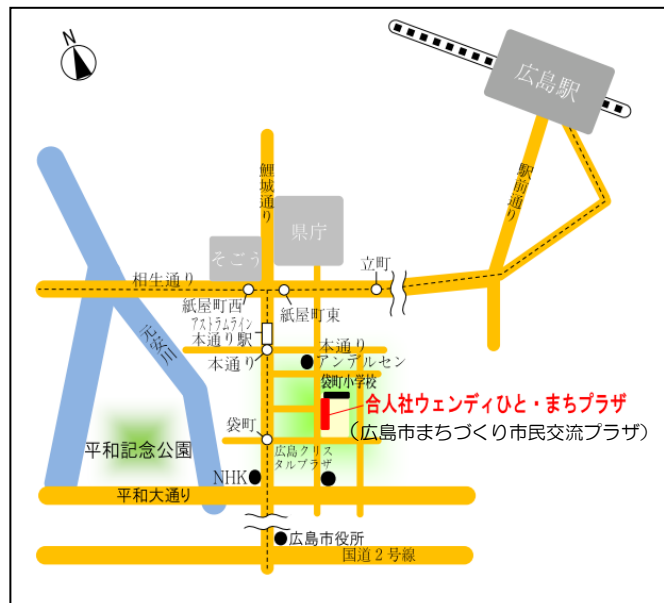 N
広島駅
鯉城通り
駅前通り
県庁
そごう
立町
相生通り
紙屋町西
紙屋町東
アストラムライン
本通り駅
元安川
本通り
本通り
アンデルセン
袋町小学校
合人社ウェンディひと・まちプラザ
（広島市まちづくり市民交流プラザ）
袋町
平和記念公園
広島クリス
タルプラザ
NHK
平和大通り
広島市役所
国道2号線